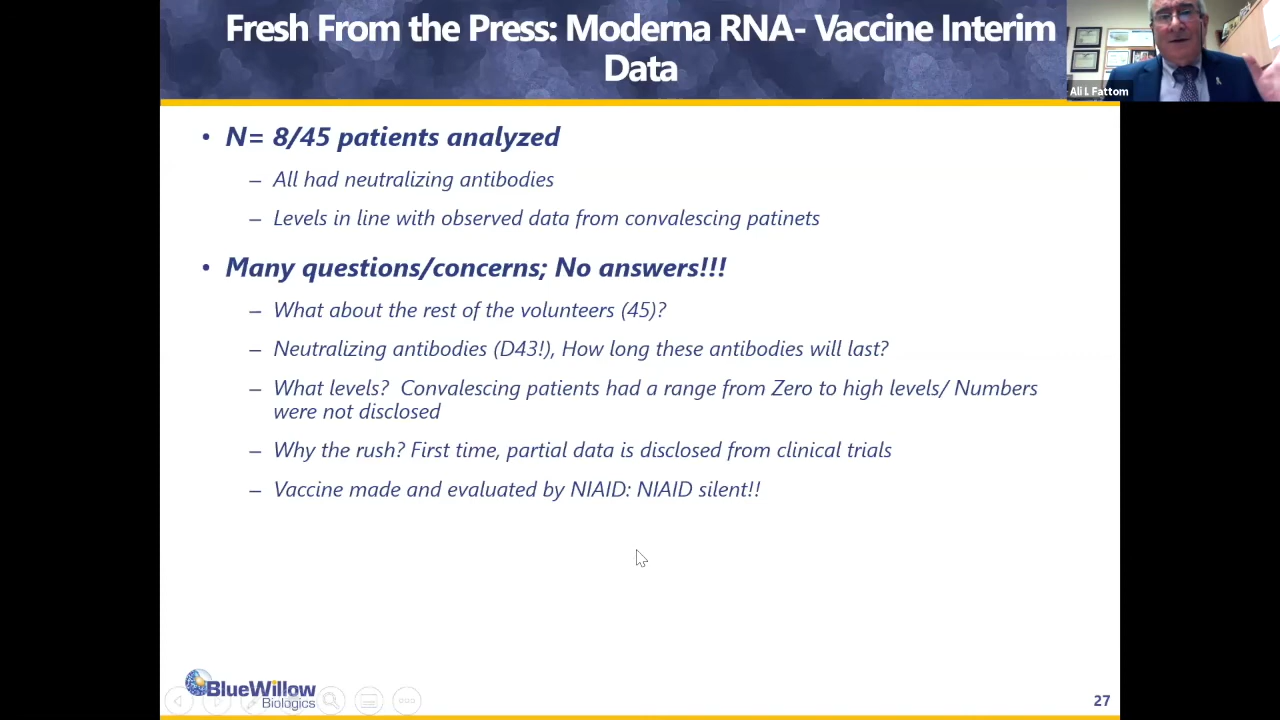 Fresh From the Press: Moderna RNA- Vaccine Interim
Data
Ali L Fattom
• N= 8/45 patients analyzed
– All had neutralizing antibodies
– Levels in line with observed data from convalescing patinets
• Many questions/concerns; No answers!!!
– What about the rest of the volunteers (45)?
– Neutralizing antibodies (D43!), How long these antibodies will last?
– What levels?  Convalescing patients had a range from Zero to high levels/ Numbers
were not disclosed
– Why the rush? First time, partial data is disclosed from clinical trials
– Vaccine made and evaluated by NIAID: NIAID silent!!
BlueWillow
Biologics
27